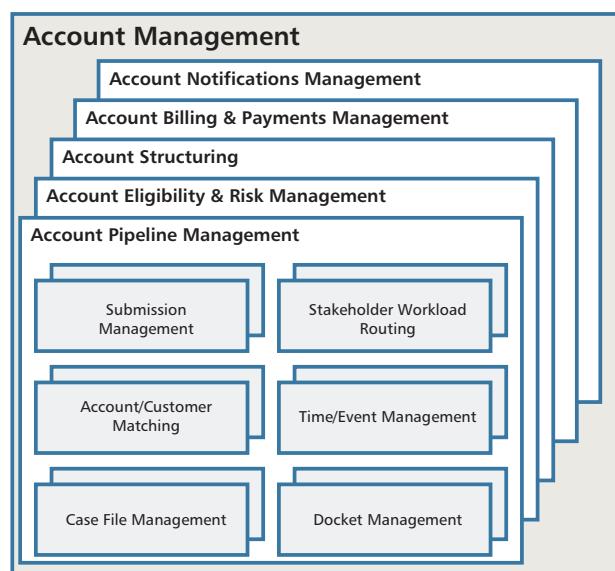 Account Management
Account Notifications Management
Account Billing & Payments Management
Account Structuring
Account Eligibility & Risk Management
Account Pipeline Management
Submission
Management
Stakeholder Workload
Routing
Account/Customer
Matching
Time/Event Management
Case File Management
Docket Management